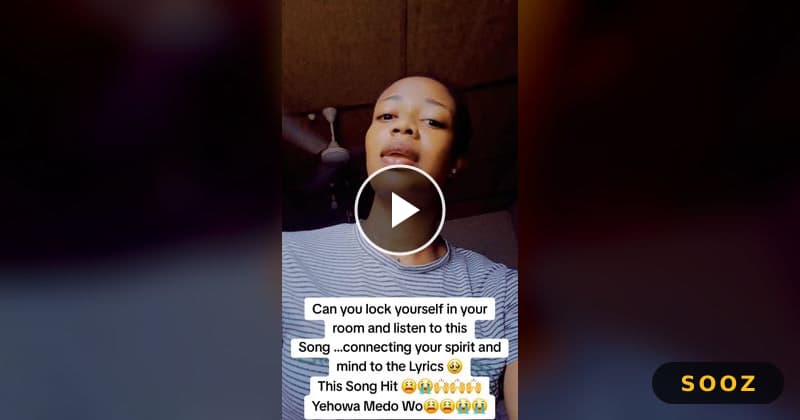 Can you lock yourself in your
room and listen to this
Song ...connecting your spirit and
mind to the Lyrics 🥹
This Song Hit 😫😭🙌🙌🙌
Yehowa Medo Wo😫😫😭😭
SOOZ